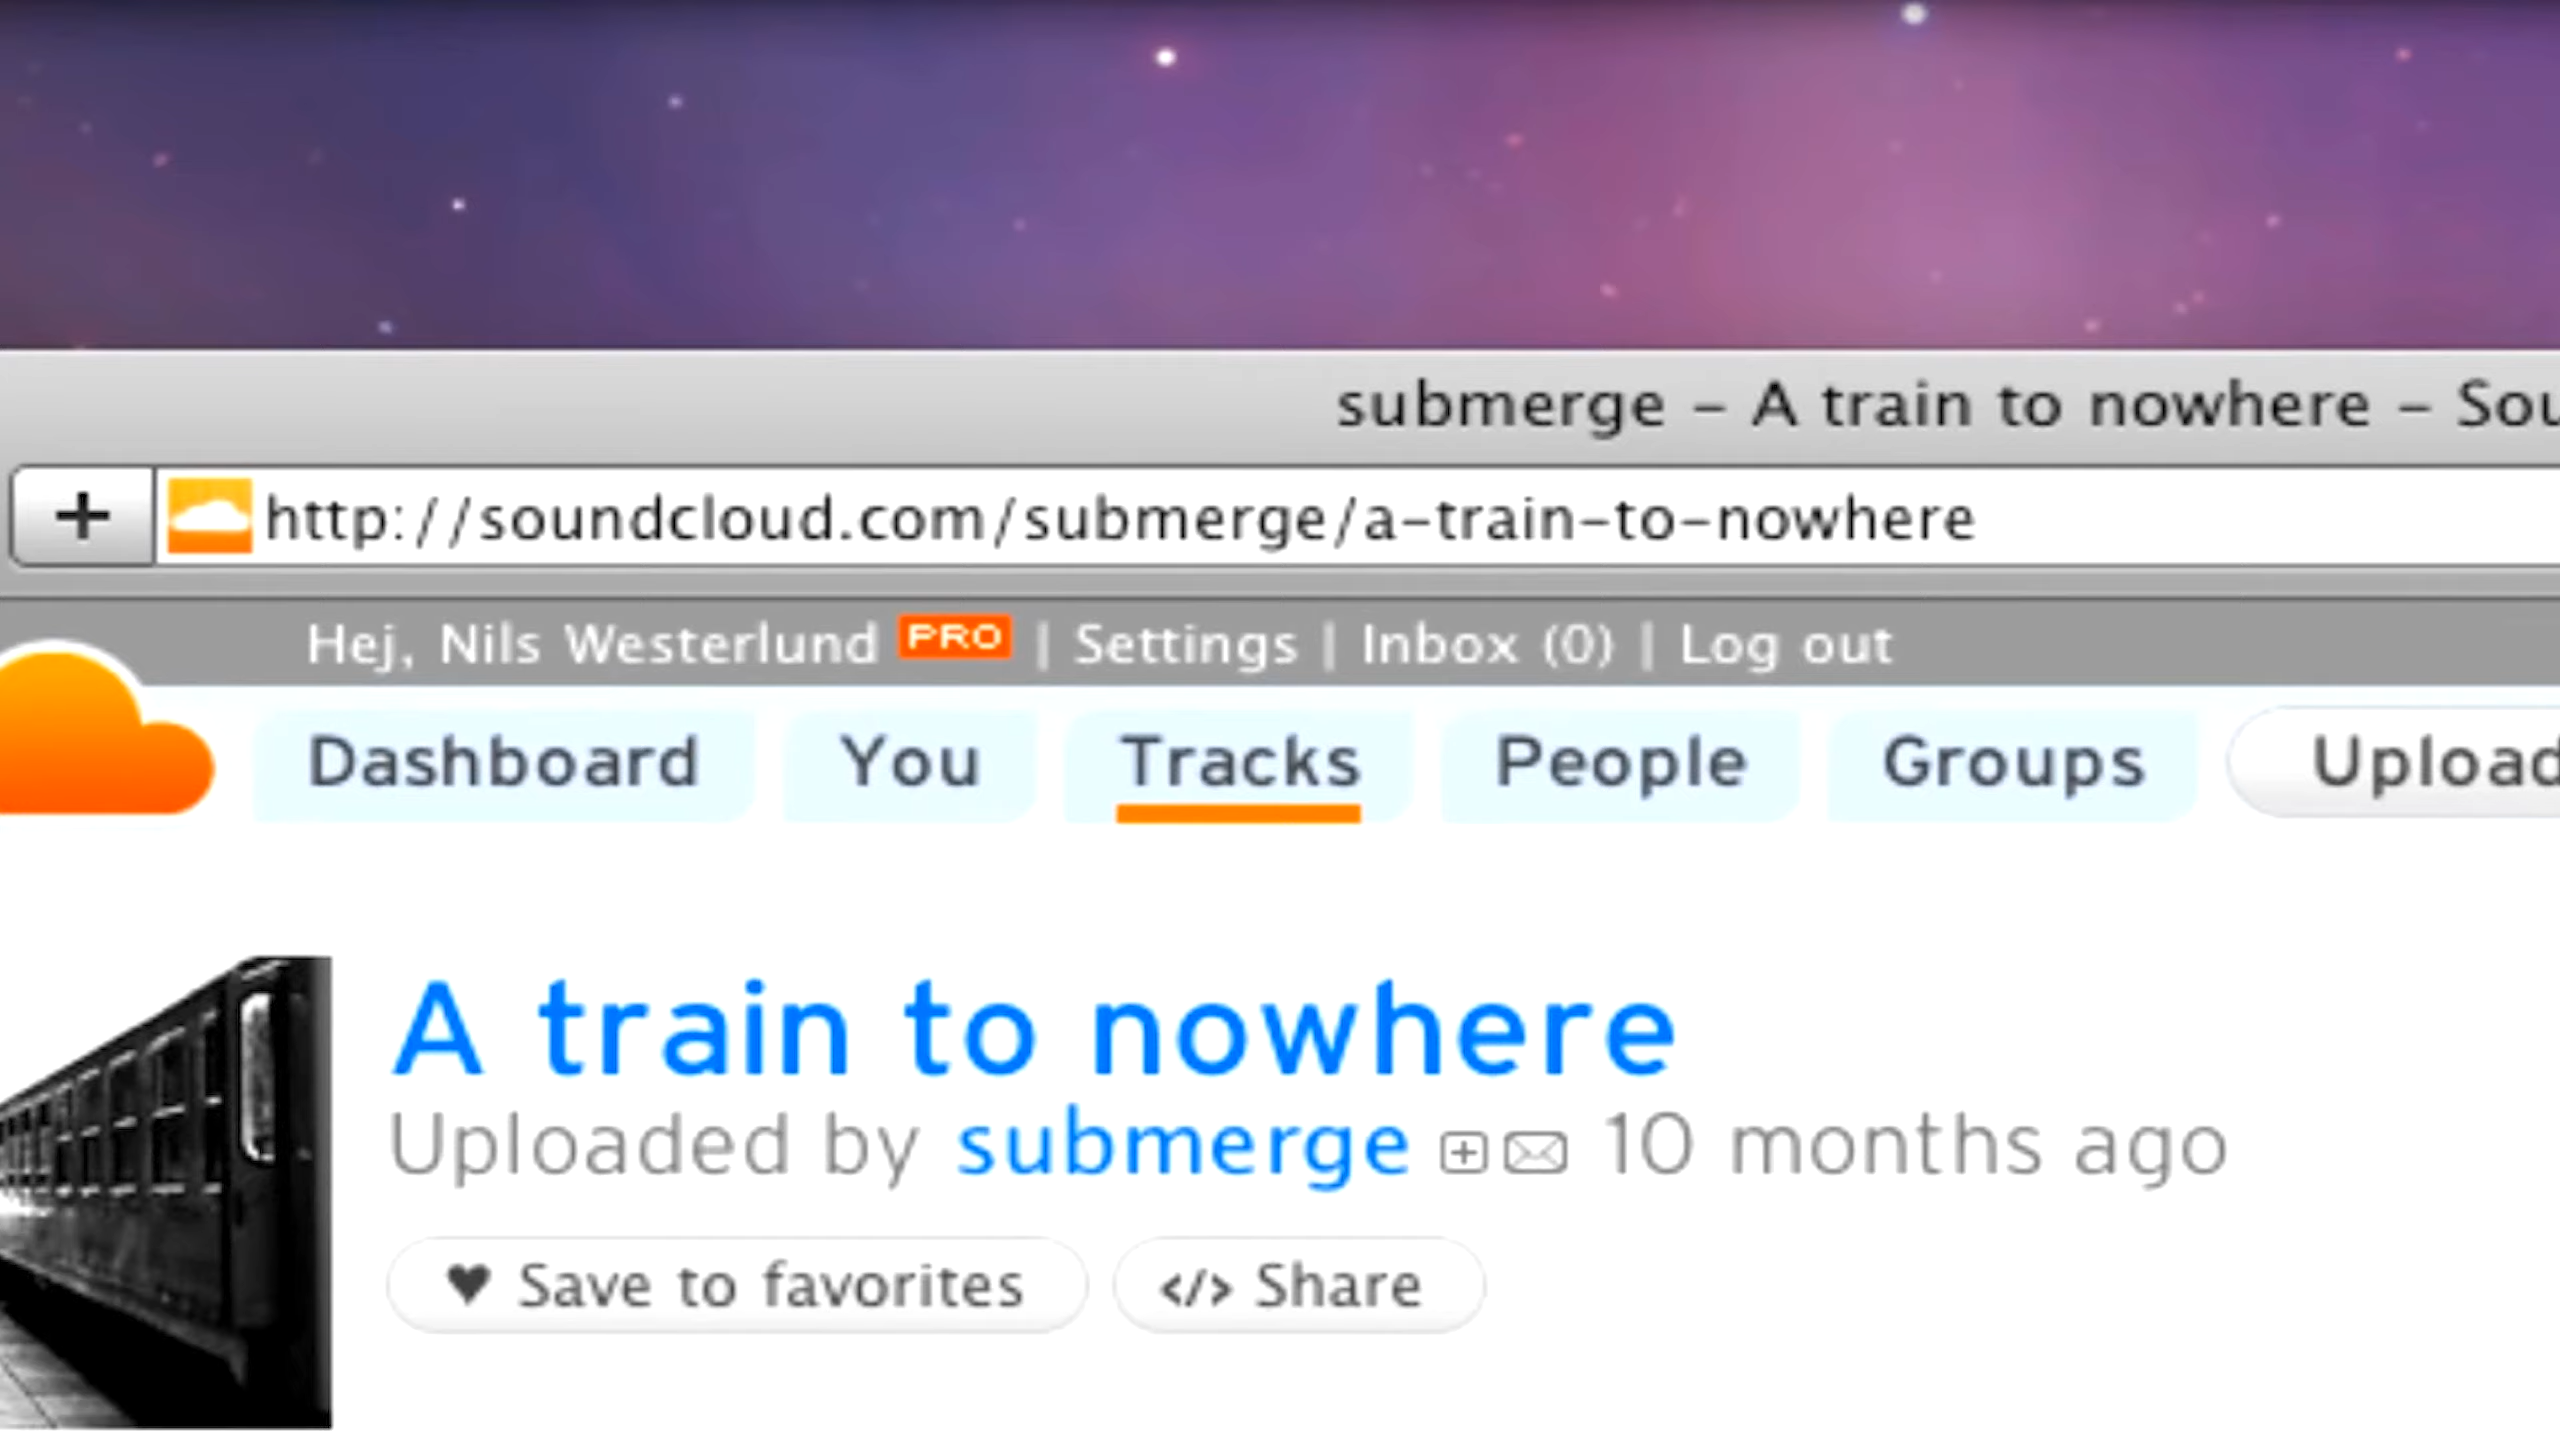 submerge – A train to nowhere – Sou
+ http://soundcloud.com/submerge/a-train-to-nowhere
Hej, Nils Westerlund PRO | Settings | Inbox (0) | Log out
Dashboard You Tracks People Groups Upload
A train to nowhere
Uploaded by submerge 10 months ago
Save to favorites </> Share